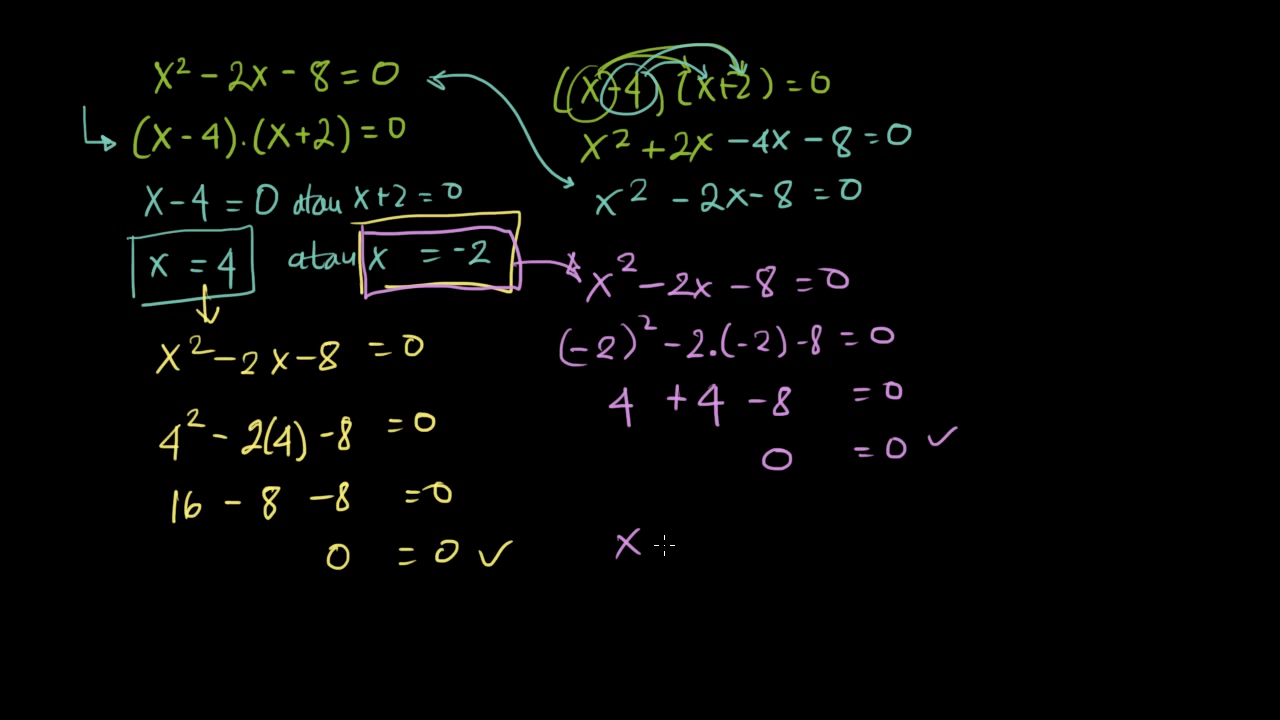 x² - 2x - 8 = 0
(x - 4).(x+2) = 0
x - 4 = 0 atau x+2 = 0
x = 4 atau x = -2
x² - 2x - 8 = 0
4² - 2(4) - 8 = 0
16 - 8 - 8 = 0
0 = 0 ✓
(x-4)(x+2) = 0
x² + 2x - 4x - 8 = 0
x² - 2x - 8 = 0
x² - 2x - 8 = 0
(-2)² - 2.(-2) - 8 = 0
4 + 4 - 8 = 0
0 = 0 ✓
x